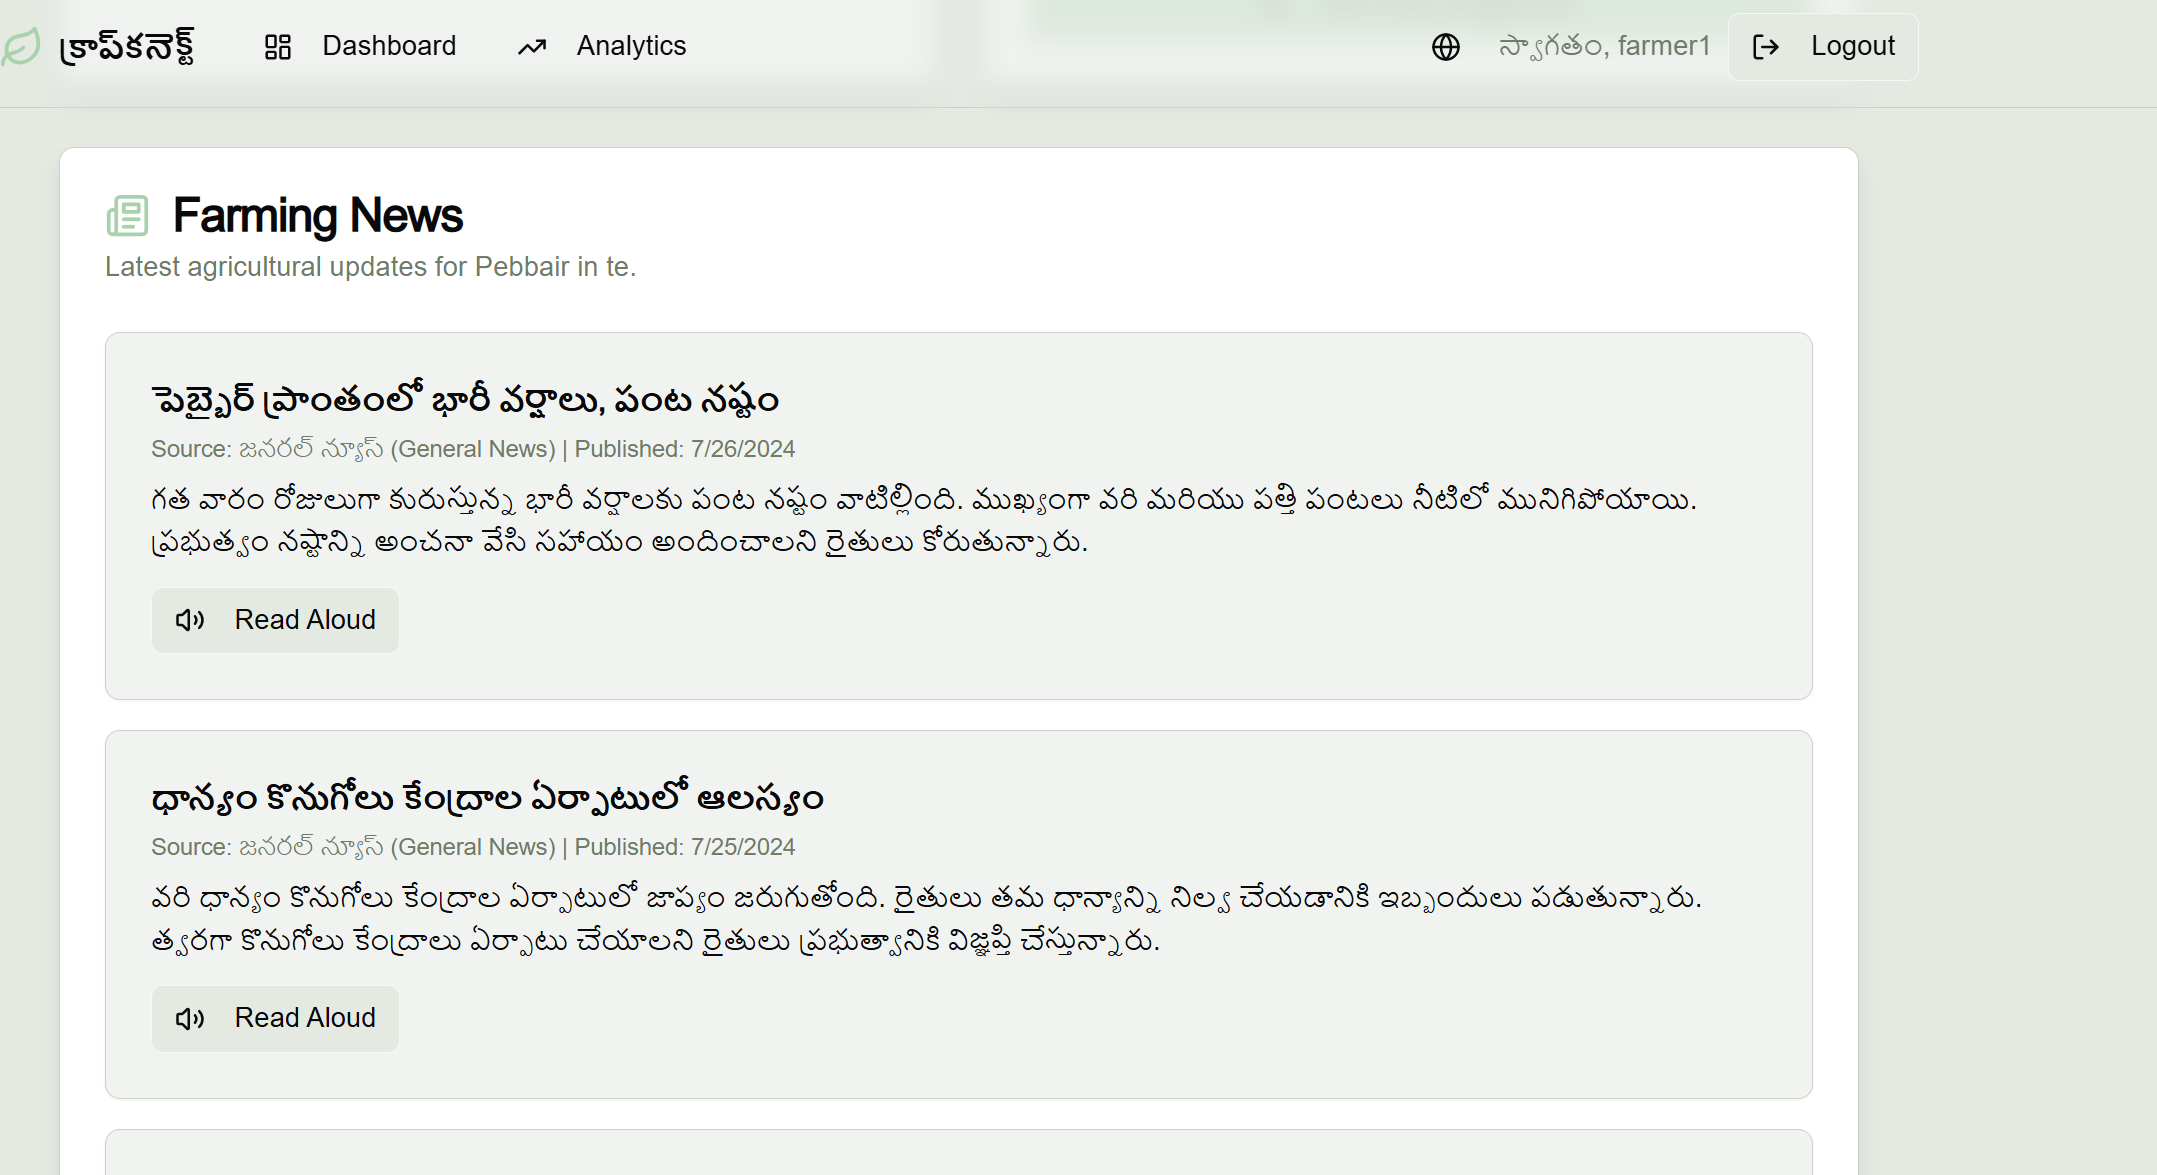 క్రాప్‌కనెక్ట్ Dashboard Analytics స్వాగతం, farmer1 Logout
Farming News
Latest agricultural updates for Pebbair in te.
పెబ్బైర్ ప్రాంతంలో భారీ వర్షాలు, పంట నష్టం
Source: జనరల్ న్యూస్ (General News) | Published: 7/26/2024
గత వారం రోజులుగా కురుస్తున్న భారీ వర్షాలకు పంట నష్టం వాటిల్లింది. ముఖ్యంగా వరి మరియు పత్తి పంటలు నీటిలో మునిగిపోయాయి.
ప్రభుత్వం నష్టాన్ని అంచనా వేసి సహాయం అందించాలని రైతులు కోరుతున్నారు.
Read Aloud
ధాన్యం కొనుగోలు కేంద్రాల ఏర్పాటులో ఆలస్యం
Source: జనరల్ న్యూస్ (General News) | Published: 7/25/2024
వరి ధాన్యం కొనుగోలు కేంద్రాల ఏర్పాటులో జాప్యం జరుగుతోంది. రైతులు తమ ధాన్యాన్ని నిల్వ చేయడానికి ఇబ్బందులు పడుతున్నారు.
త్వరగా కొనుగోలు కేంద్రాలు ఏర్పాటు చేయాలని రైతులు ప్రభుత్వానికి విజ్ఞప్తి చేస్తున్నారు.
Read Aloud